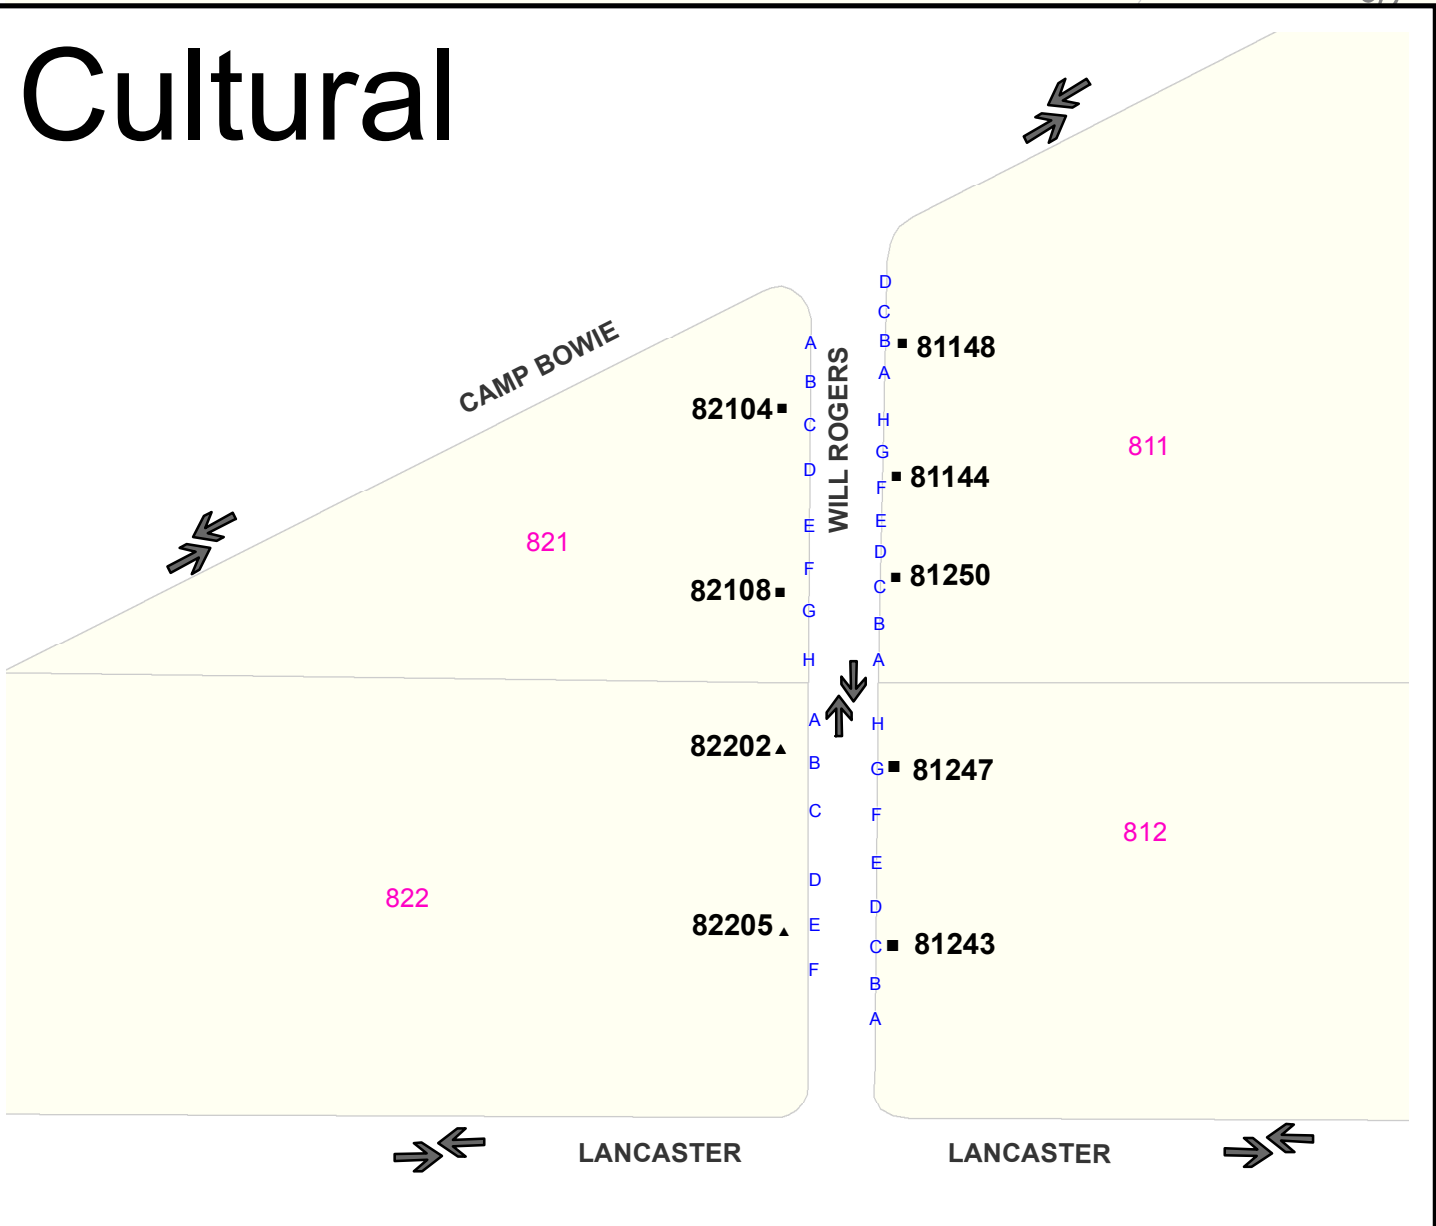 Cultural
CAMP BOWIE
WILL ROGERS
A
B
82104
C
D
821
E
F
82108
G
H
A
82202
B
C
822
D
82205
E
F
D
C
B
81148
A
H
811
G
81144
F
E
D
81250
C
B
A
H
G
81247
F
812
E
D
C
81243
B
A
LANCASTER
LANCASTER